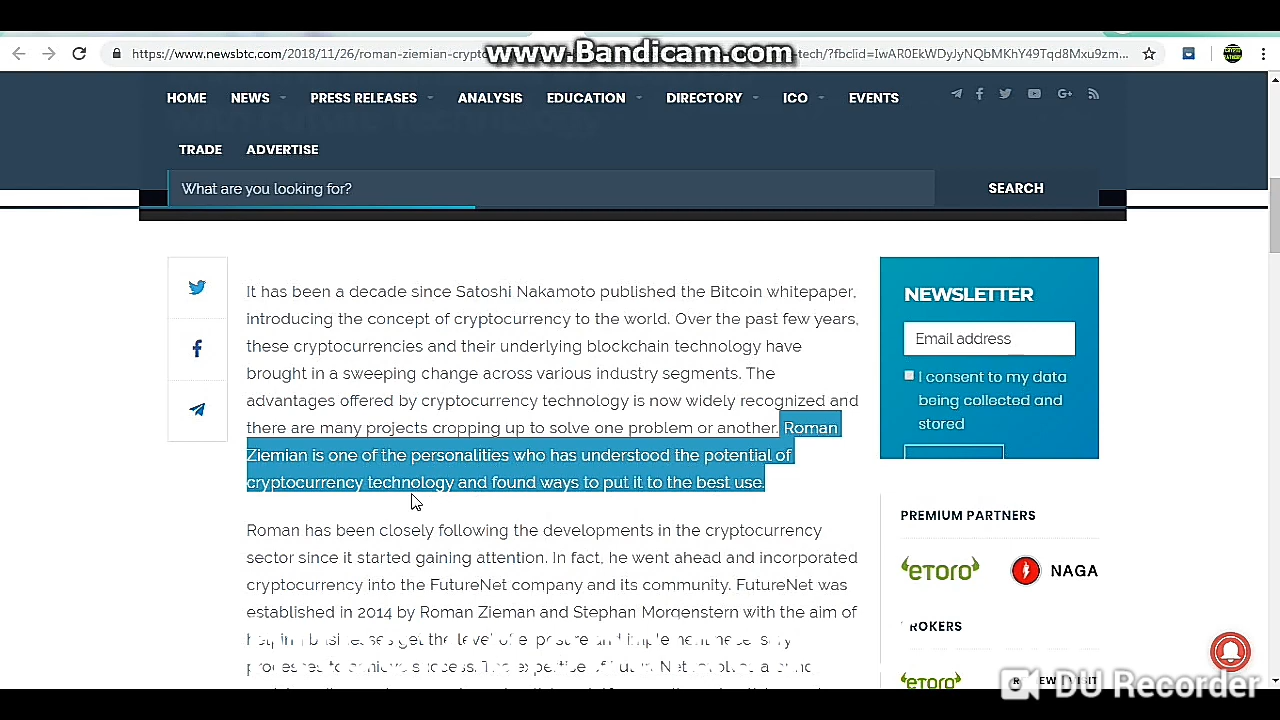 www.Bandicam.com
https://www.newsbtc.com/2018/11/26/roman-ziemian-crypt tech/?fbclid=IwAR0EkWDyJyNQbMKhY49Tqd8Mxu9zm...
HOME NEWS PRESS RELEASES ANALYSIS EDUCATION DIRECTORY ICO EVENTS
TRADE ADVERTISE
What are you looking for? SEARCH
It has been a decade since Satoshi Nakamoto published the Bitcoin whitepaper,
introducing the concept of cryptocurrency to the world. Over the past few years,
these cryptocurrencies and their underlying blockchain technology have
brought in a sweeping change across various industry segments. The
advantages offered by cryptocurrency technology is now widely recognized and
there are many projects cropping up to solve one problem or another. Roman
Ziemian is one of the personalities who has understood the potential of
cryptocurrency technology and found ways to put it to the best use.
Roman has been closely following the developments in the cryptocurrency
sector since it started gaining attention. In fact, he went ahead and incorporated
cryptocurrency into the FutureNet company and its community. FutureNet was
established in 2014 by Roman Zieman and Stephan Morgenstern with the aim of
get the level of
success.
NEWSLETTER
Email address
I consent to my data
being collected and
stored
PREMIUM PARTNERS
eToro NAGA
ROKERS
eToro
DU Recorder